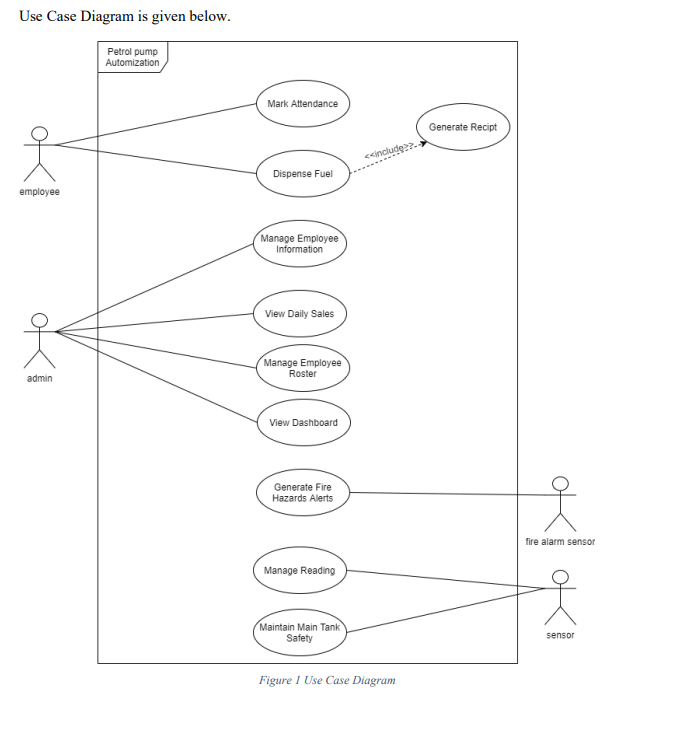 Use Case Diagram is given below.
Petrol pump
Automization
Mark Attendance
Generate Recipt
<<include>>
Dispense Fuel
employee
Manage Employee
Information
View Daily Sales
Manage Employee
Roster
admin
View Dashboard
Generate Fire
Hazards Alerts
fire alarm sensor
Manage Reading
Maintain Main Tank
Safety
sensor
Figure 1 Use Case Diagram